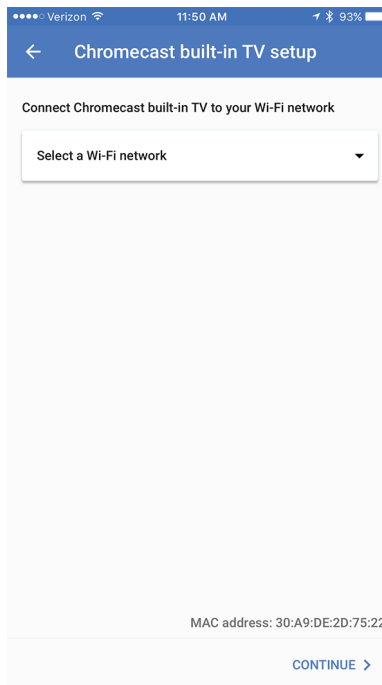 Verizon 11:50 AM 93%
Chromecast built-in TV setup
Connect Chromecast built-in TV to your Wi-Fi network
Select a Wi-Fi network
MAC address: 30:A9:DE:2D:75:22
CONTINUE